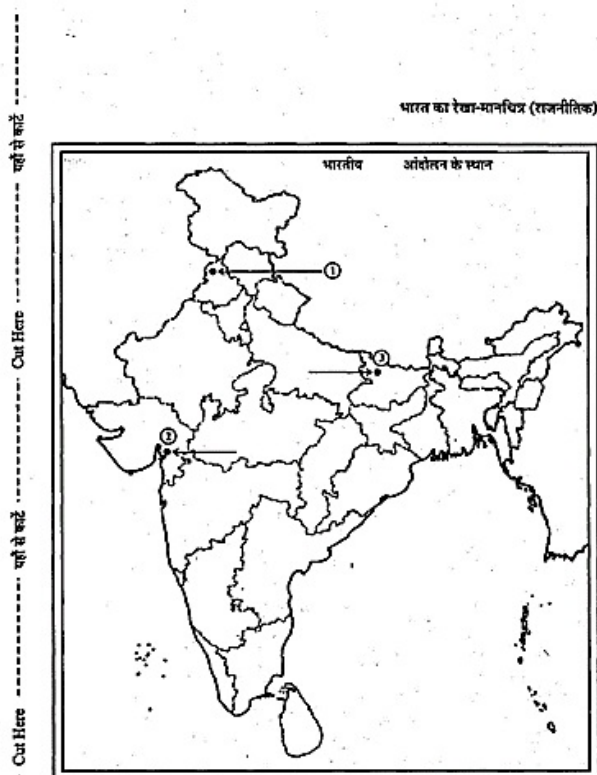 भारत का रेखा-मानचित्र (राजनीतिक)
भारतीय आंदोलन के स्थान
①
③
②
Cut Here ---------------- यहाँ से काटें ---------------- Cut Here ---------------- यहाँ से काटें ----------------